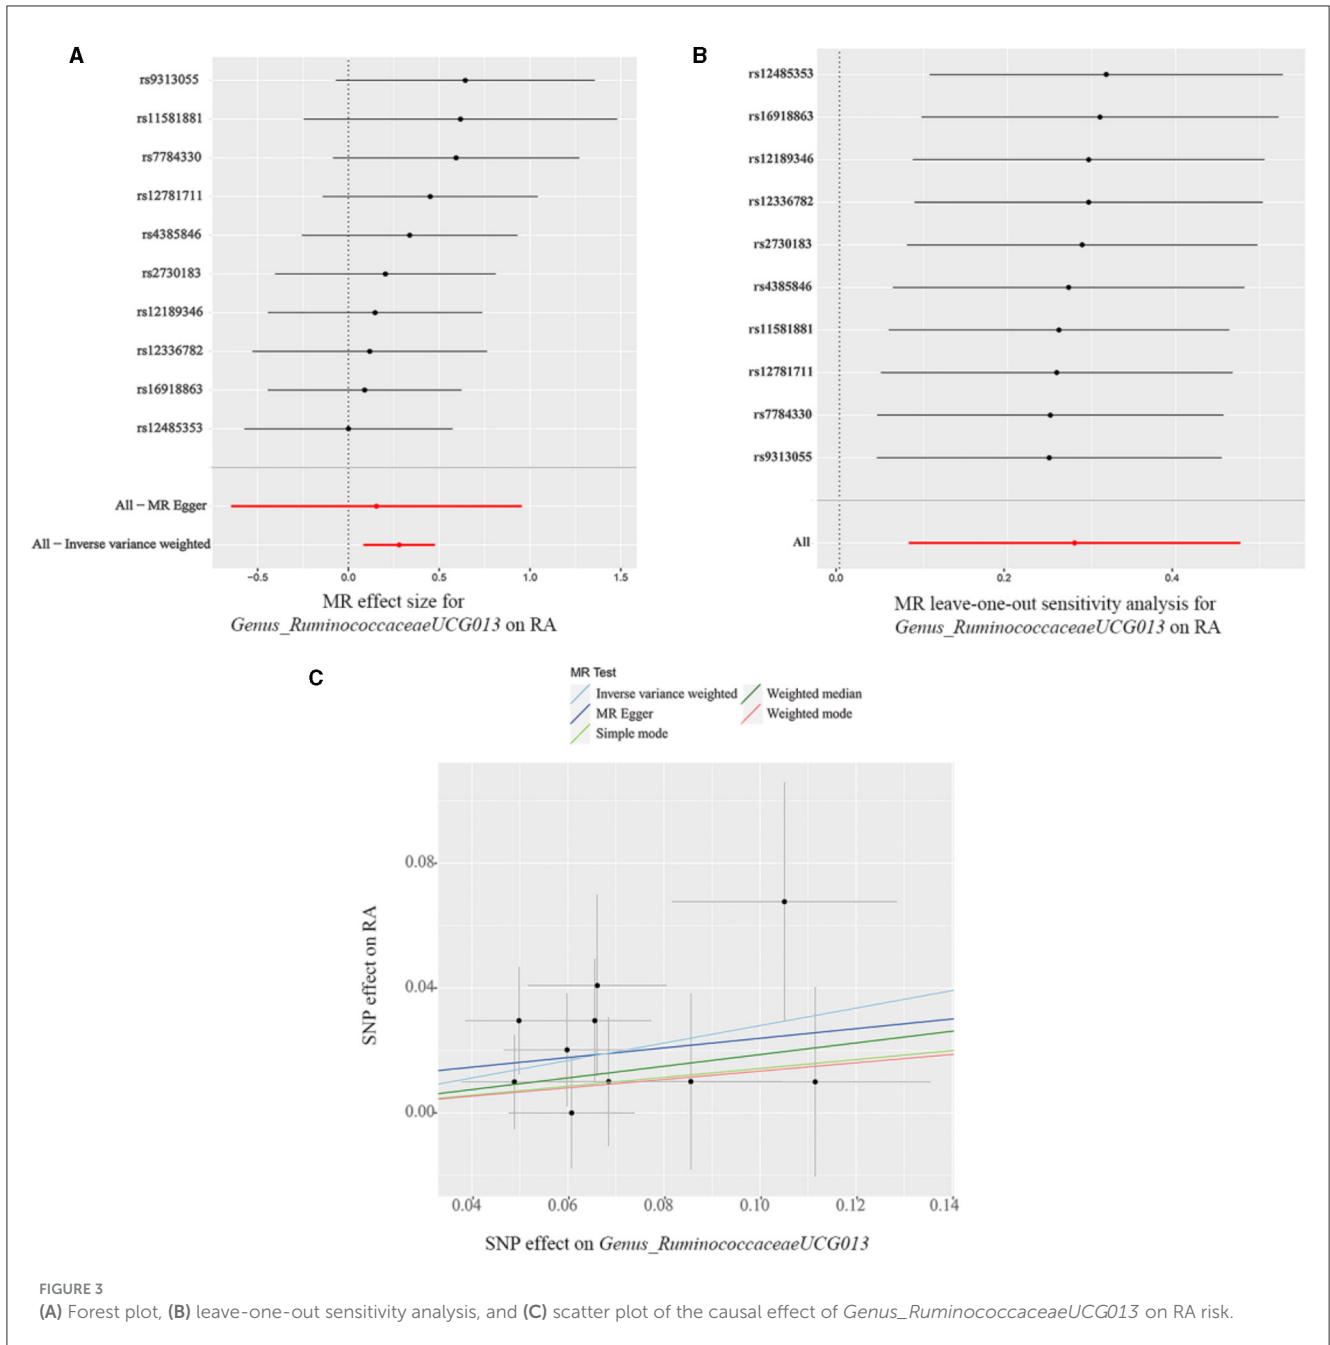 A
rs9313055
rs11581881
rs7784330
rs12781711
rs4385846
rs2730183
rs12189346
rs12336782
rs16918863
rs12485353
All − MR Egger
All − Inverse variance weighted
−0.5 0.0 0.5 1.0 1.5
MR effect size for
Genus_RuminococcaceaeUCG013 on RA
B
rs12485353
rs16918863
rs12189346
rs12336782
rs2730183
rs4385846
rs11581881
rs12781711
rs7784330
rs9313055
All
0.0 0.2 0.4
MR leave-one-out sensitivity analysis for
Genus_RuminococcaceaeUCG013 on RA
C
MR Test
Inverse variance weighted Weighted median
MR Egger Weighted mode
Simple mode
SNP effect on RA
0.08
0.04
0.00
0.04 0.06 0.08 0.10 0.12 0.14
SNP effect on Genus_RuminococcaceaeUCG013
FIGURE 3
(A) Forest plot, (B) leave-one-out sensitivity analysis, and (C) scatter plot of the causal effect of Genus_RuminococcaceaeUCG013 on RA risk.